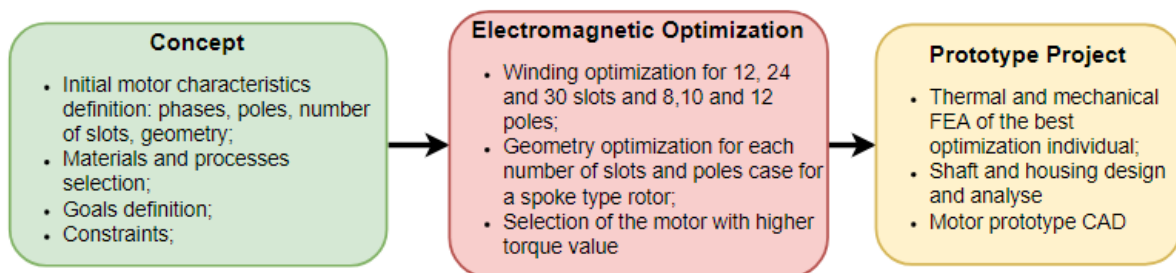 Concept
• Initial motor characteristics
definition: phases, poles, number
of slots, geometry;
• Materials and processes
selection;
• Goals definition;
• Constraints;
Electromagnetic Optimization
• Winding optimization for 12, 24
and 30 slots and 8,10 and 12
poles;
• Geometry optimization for each
number of slots and poles case for
a spoke type rotor;
• Selection of the motor with higher
torque value
Prototype Project
• Thermal and mechanical
FEA of the best
optimization individual;
• Shaft and housing design
and analyse
• Motor prototype CAD